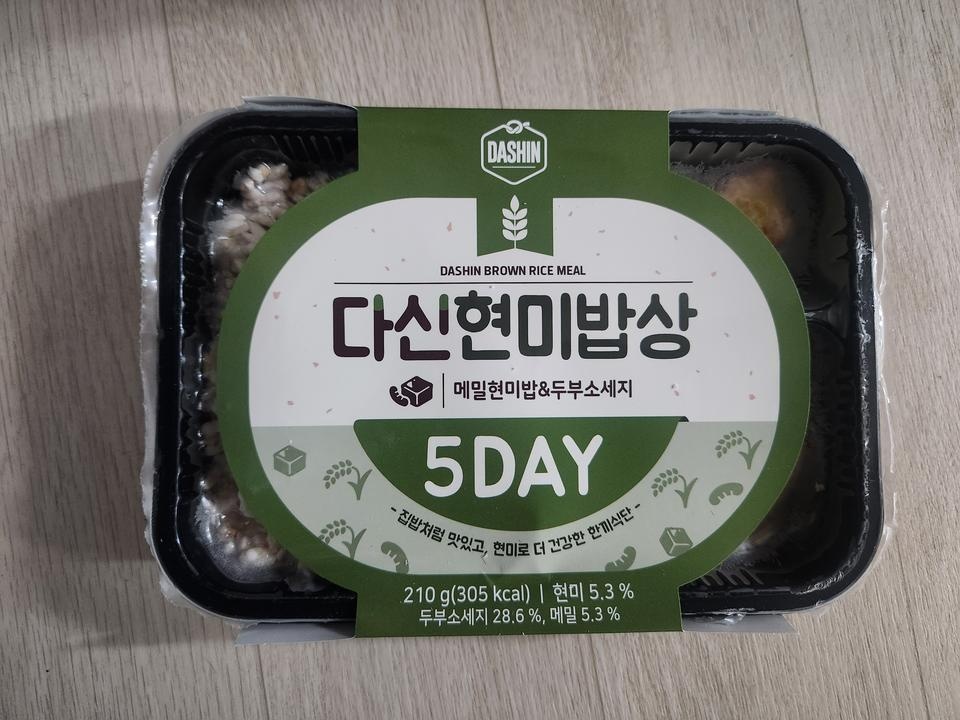 DASHIN
DASHIN BROWN RICE MEAL
다신현미밥상
메밀현미밥&두부소세지
5DAY
- 집밥처럼 맛있고, 현미로 더 건강한 한끼식단 -
210 g(305 kcal) | 현미 5.3 %
두부소세지 28.6 %, 메밀 5.3 %